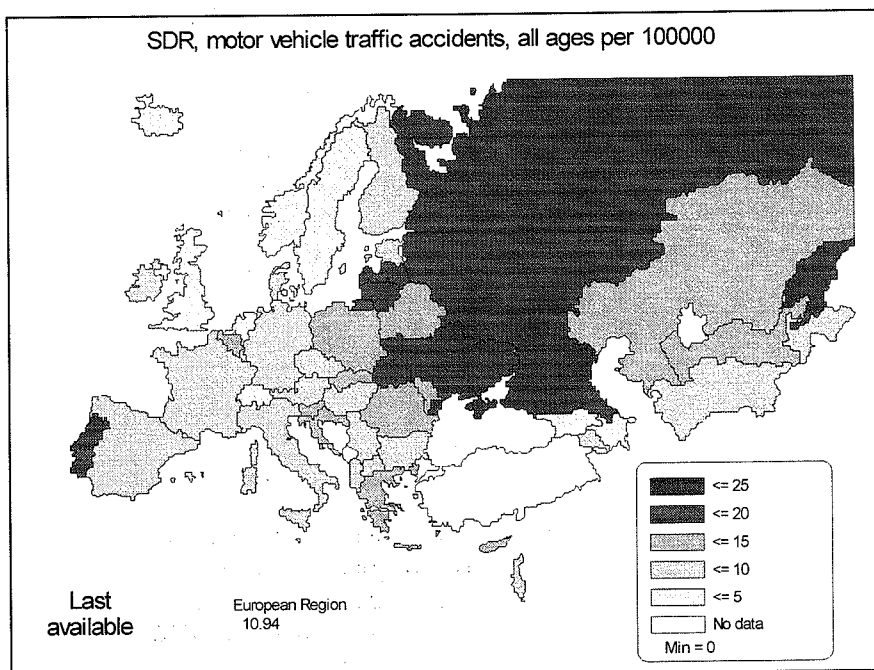 SDR, motor vehicle traffic accidents, all ages per 100000
<= 25
<= 20
<= 15
<= 10
<= 5
No data
Min = 0
Last
available
European Region
10.94